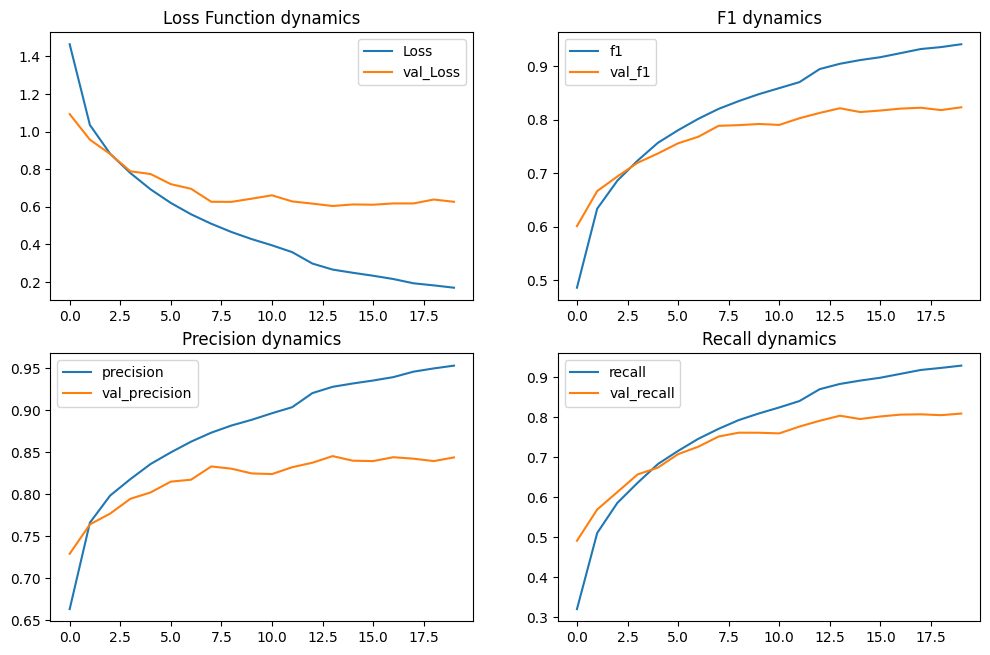 Loss Function dynamics
Loss
val_Loss
1.4
1.2
1.0
0.8
0.6
0.4
0.2
0.0 2.5 5.0 7.5 10.0 12.5 15.0 17.5
F1 dynamics
f1
val_f1
0.9
0.8
0.7
0.6
0.5
0.0 2.5 5.0 7.5 10.0 12.5 15.0 17.5
Precision dynamics
precision
val_precision
0.95
0.90
0.85
0.80
0.75
0.70
0.65
0.0 2.5 5.0 7.5 10.0 12.5 15.0 17.5
Recall dynamics
recall
val_recall
0.9
0.8
0.7
0.6
0.5
0.4
0.3
0.0 2.5 5.0 7.5 10.0 12.5 15.0 17.5